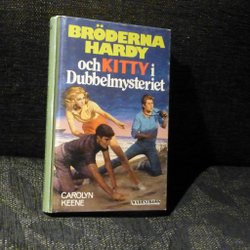 BRÖDERNA
HARDY
och KITTY i
Dubbelmysteriet
CAROLYN
KEENE